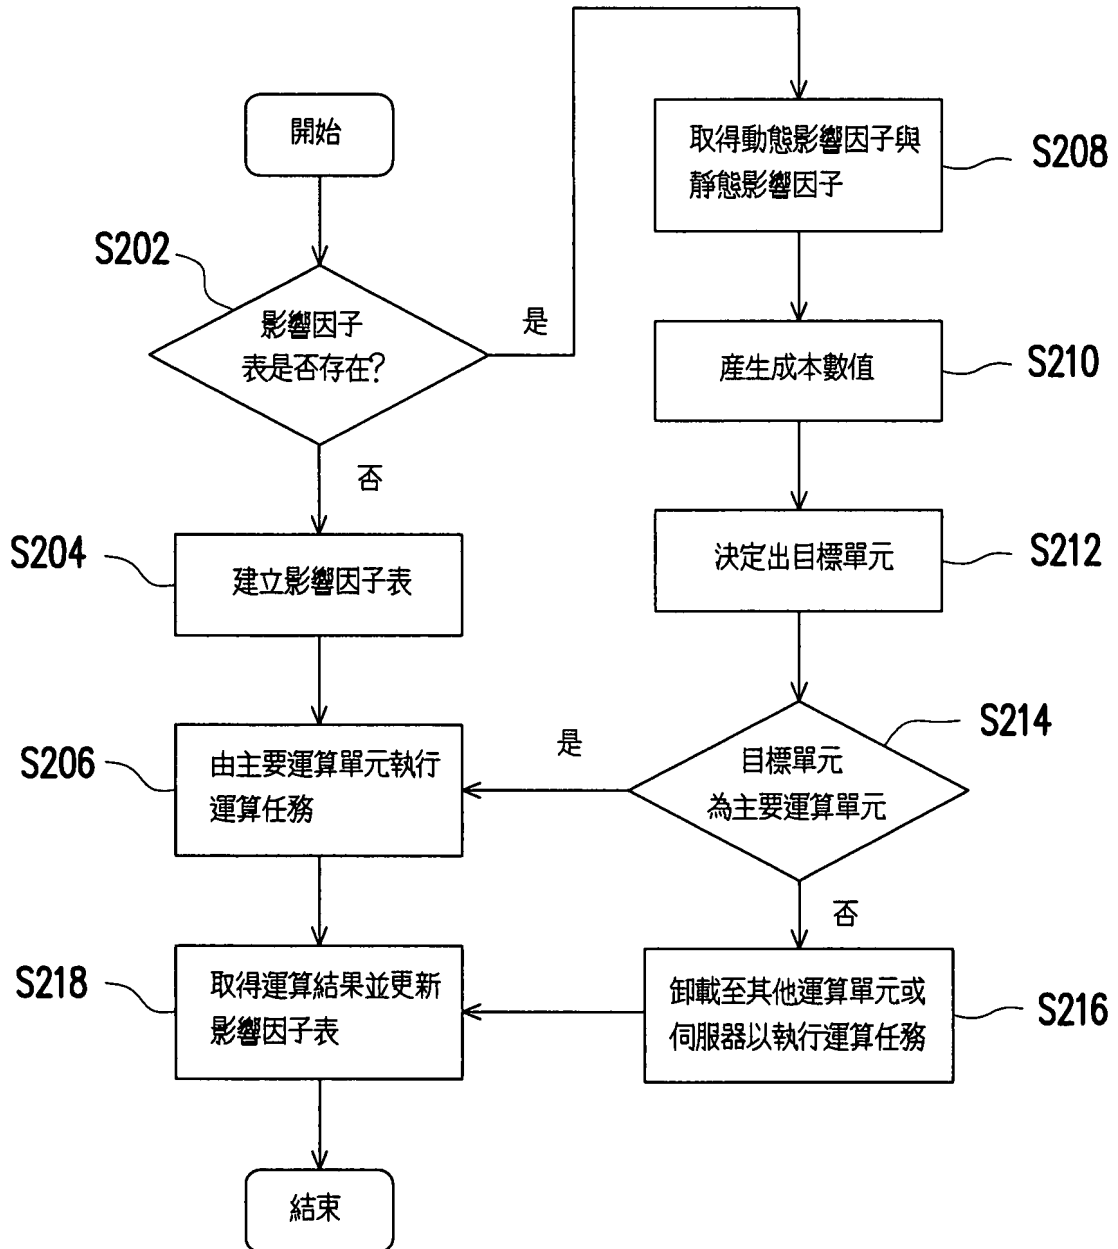 開始
S202
影響因子
表是否存在?
是
否
S204
建立影響因子表
S206
由主要運算單元執行
運算任務
S218
取得運算結果並更新
影響因子表
結束
取得動態影響因子與
靜態影響因子
S208
產生成本數值
S210
決定出目標單元
S212
目標單元
為主要運算單元
S214
是
否
卸載至其他運算單元或
伺服器以執行運算任務
S216